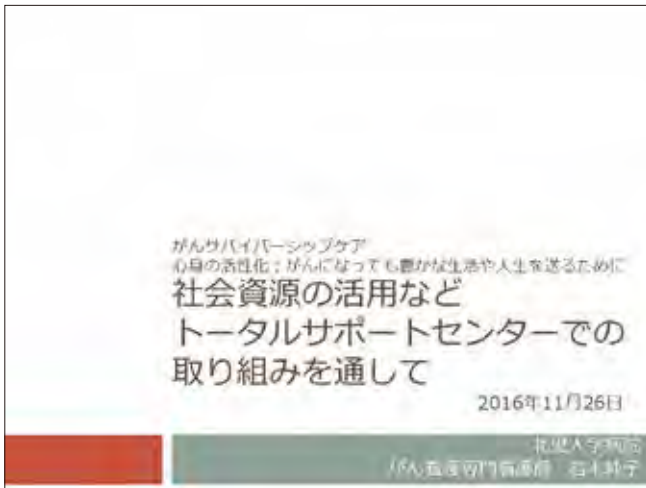 がんサバイバーシップケア
心身の活性化：がんになっても豊かな生活や人生を送るために
社会資源の活用など
トータルサポートセンターでの
取り組みを通して
2016年11月26日
大学病院
がん看護専門看護師